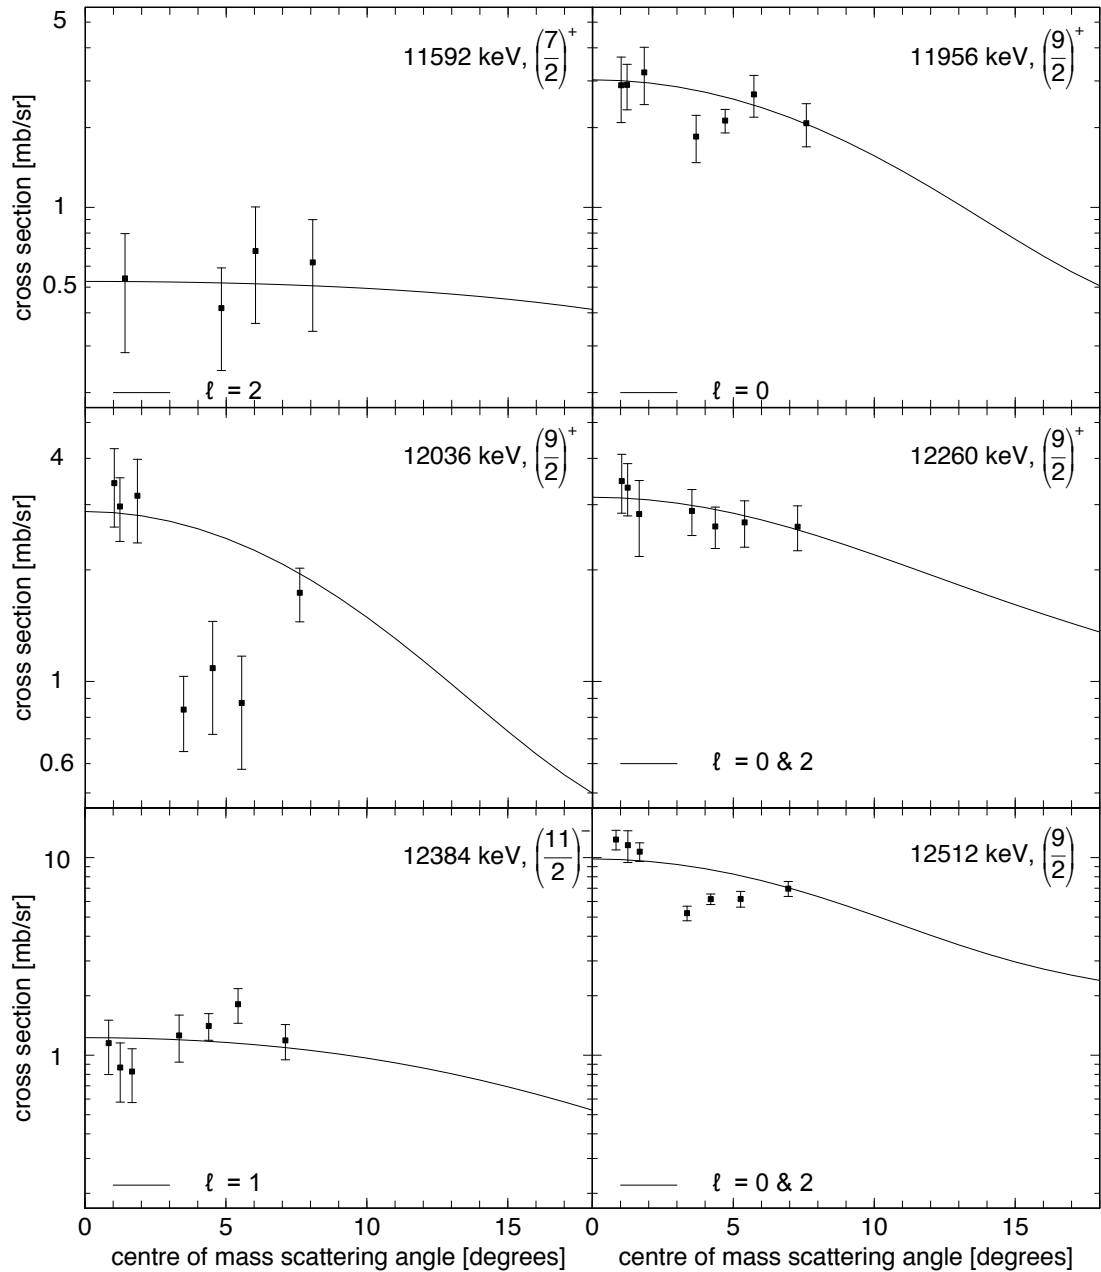 5
1
0.5
cross section [mb/sr]
11592 keV, (7/2)⁺
ℓ = 2
11956 keV, (9/2)⁺
ℓ = 0
4
2
1
0.6
cross section [mb/sr]
12036 keV, (9/2)⁺
12260 keV, (9/2)⁺
ℓ = 0 & 2
10
1
cross section [mb/sr]
12384 keV, (11/2)⁻
ℓ = 1
12512 keV, (9/2)
ℓ = 0 & 2
0 5 10 15 0 5 10 15
centre of mass scattering angle [degrees] centre of mass scattering angle [degrees]